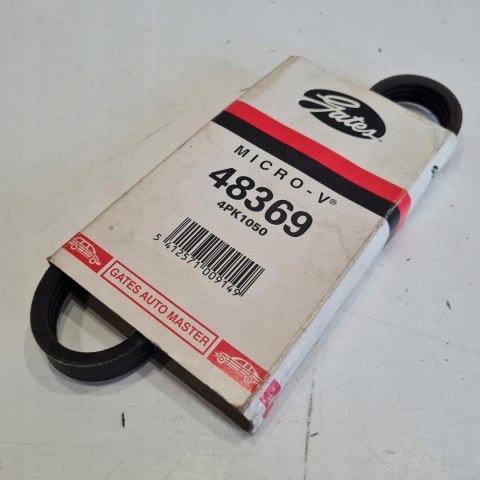 Gates
MICRO-V®
48369
4PK1050
5 412571 009149
GATES AUTO MASTER